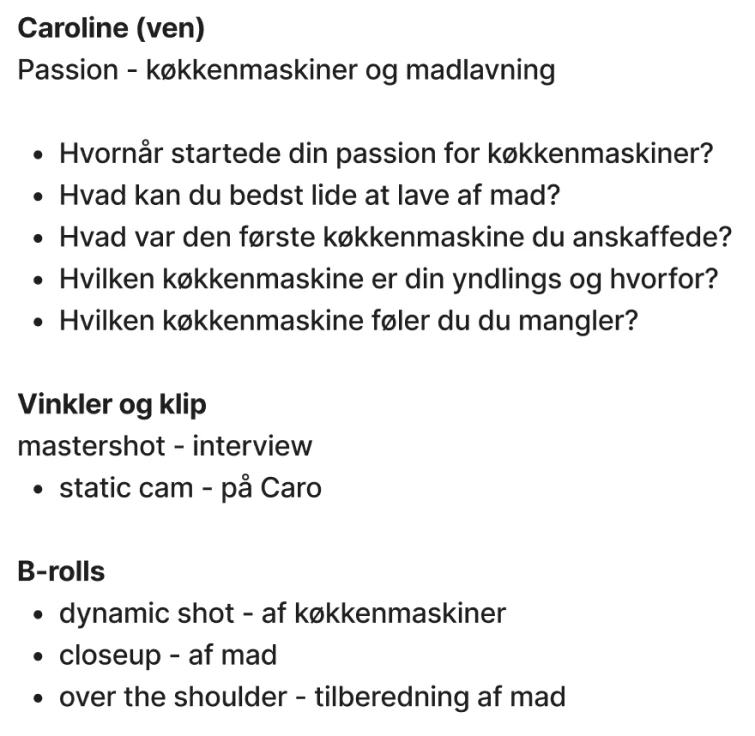 Caroline (ven)
Passion - køkkenmaskiner og madlavning
• Hvornår startede din passion for køkkenmaskiner?
• Hvad kan du bedst lide at lave af mad?
• Hvad var den første køkkenmaskine du anskaffede?
• Hvilken køkkenmaskine er din yndlings og hvorfor?
• Hvilken køkkenmaskine føler du du mangler?
Vinkler og klip
mastershot - interview
• static cam - på Caro
B-rolls
• dynamic shot - af køkkenmaskiner
• closeup - af mad
• over the shoulder - tilberedning af mad